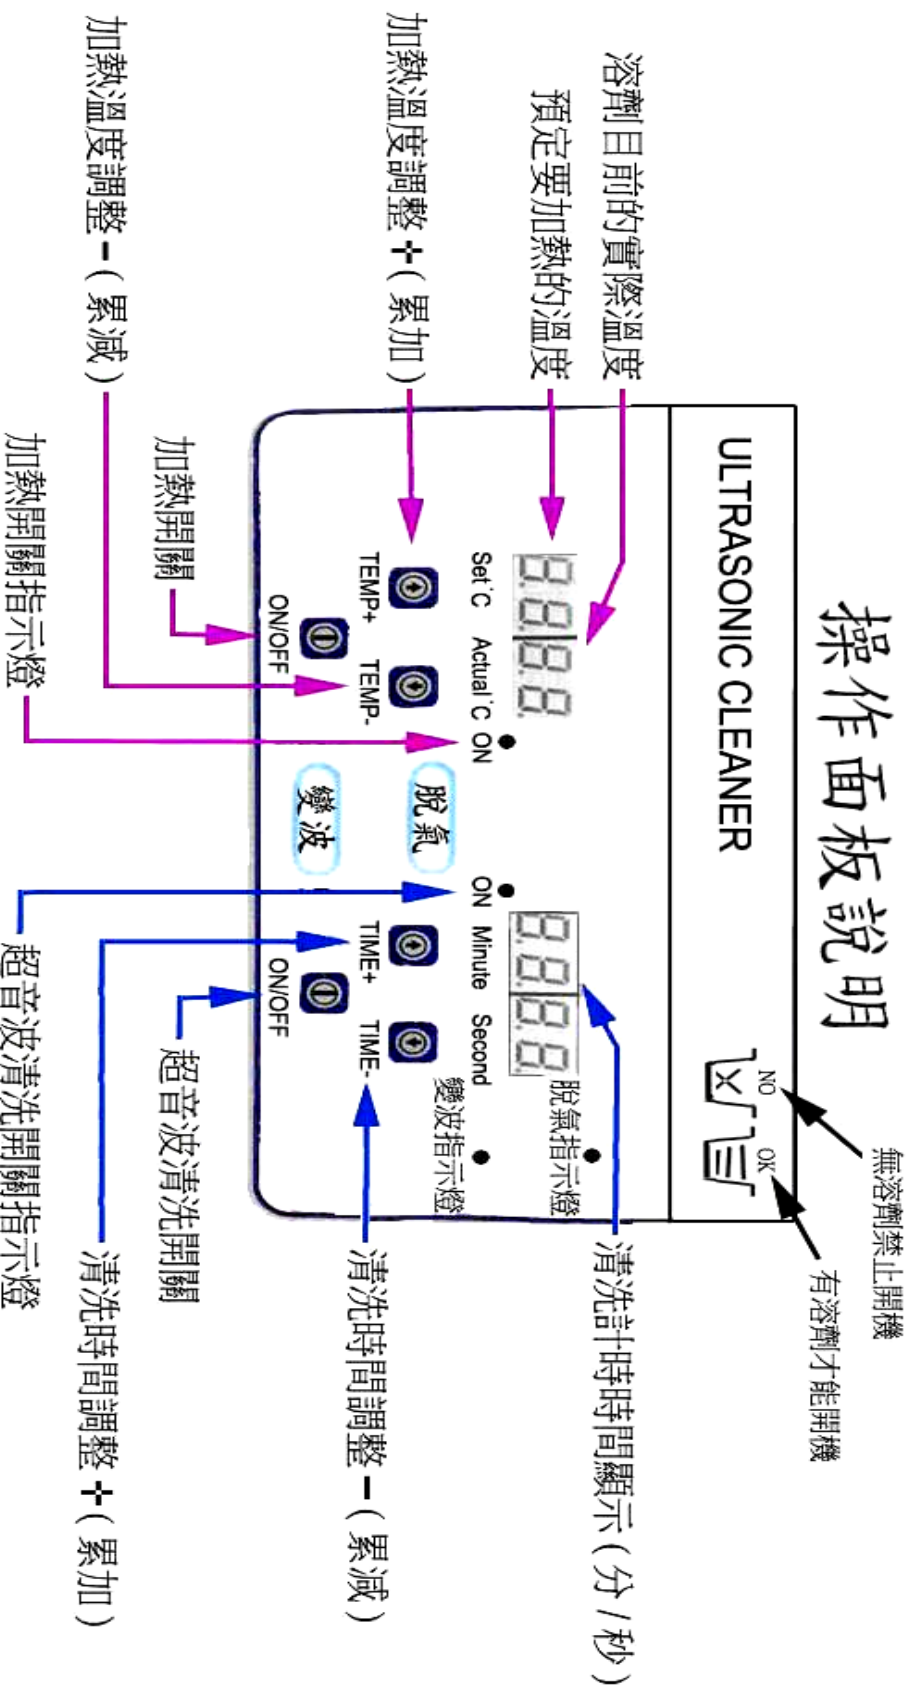 操作面板說明
無溶劑禁止開機
有溶劑才能開機
ULTRASONIC CLEANER
NO
OK
溶劑目前的實際溫度
預定要加熱的溫度
清洗計時時間顯示(分/秒)
88.88.
88.88
脫氣指示燈
Set°C Actual°C ON
ON Minute Second
變波指示燈
加熱溫度調整+(累加)
脫氣
TEMP+ TEMP-
TIME+ TIME-
清洗時間調整-(累減)
變波
ON/OFF
ON/OFF
加熱開關
超音波清洗開關
加熱溫度調整-(累減)
清洗時間調整+(累加)
加熱開關指示燈
超音波清洗開關指示燈